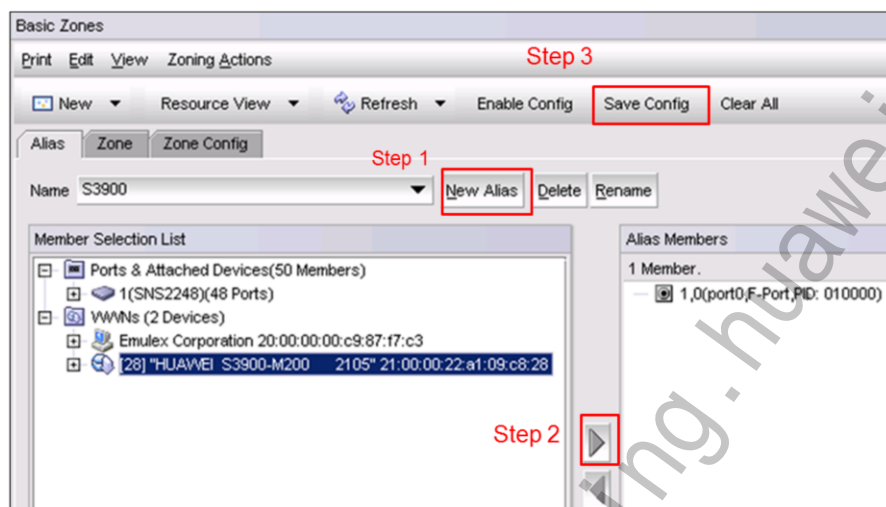 Basic Zones
Print Edit View Zoning Actions
Step 3
New Resource View Refresh Enable Config Save Config Clear All
Alias Zone Zone Config
Step 1
Name S3900 New Alias Delete Rename
Member Selection List
Alias Members
Ports & Attached Devices(50 Members)
1 Member.
1(SNS2248)(48 Ports)
1,0(port0,F-Port,PID: 010000)
WWNs (2 Devices)
Emulex Corporation 20:00:00:00:c9:87:f7:c3
[28] "HUAWEI S3900-M200 2105" 21:00:00:22:a1:09:c8:28
Step 2
ng.huawei